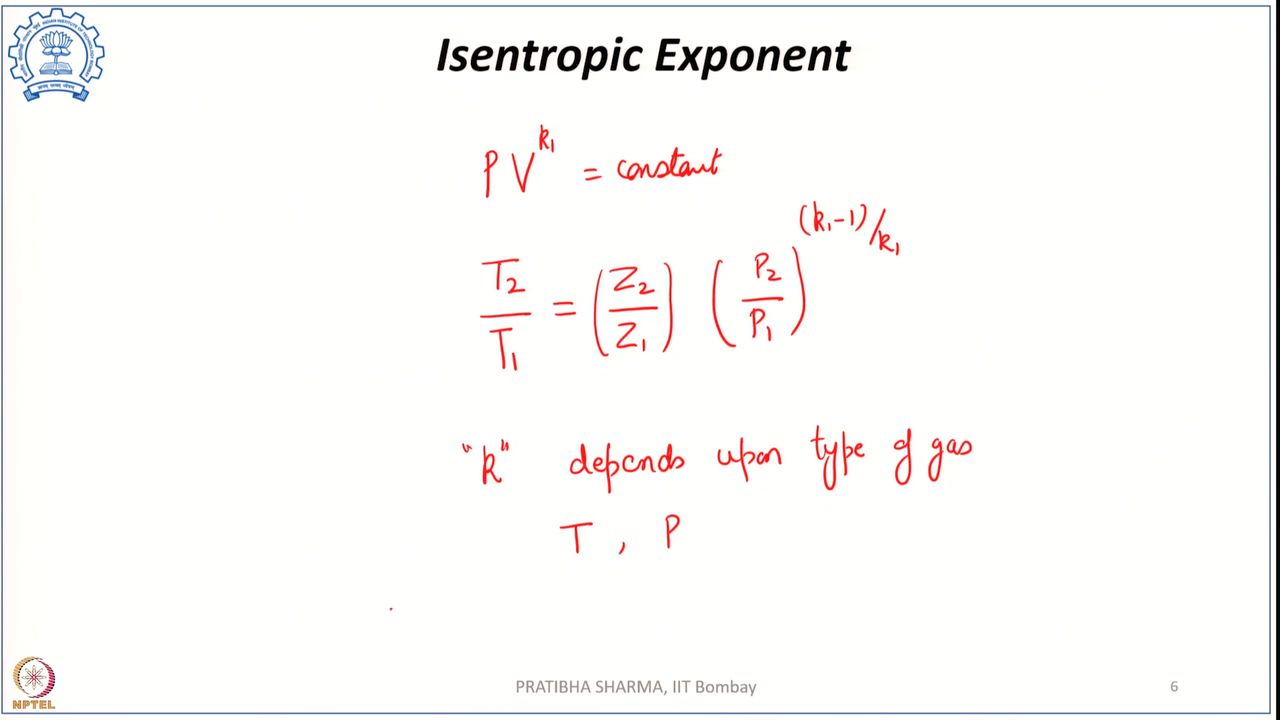 Isentropic Exponent
P V^k₁ = constant
T₂/T₁ = (Z₂/Z₁) (P₂/P₁)^(k₁-1)/k₁
"k" depends upon type of gas
T , P
NPTEL
PRATIBHA SHARMA, IIT Bombay
6